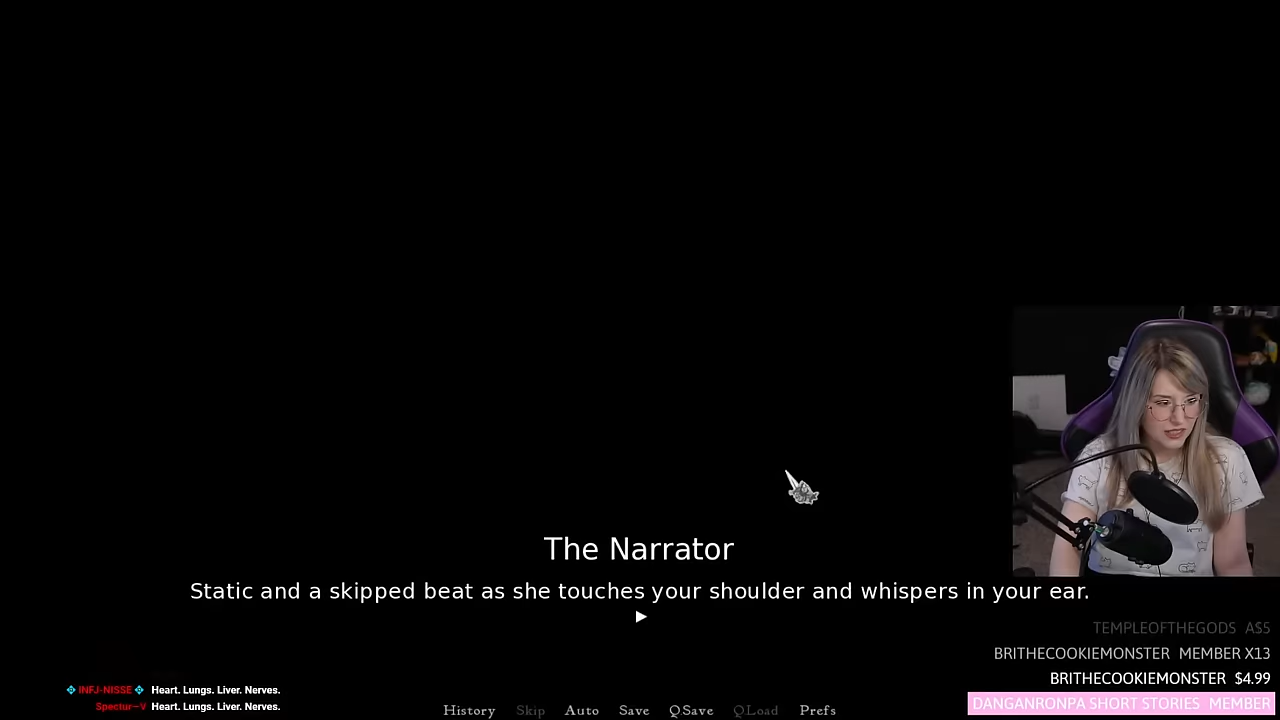 The Narrator
Static and a skipped beat as she touches your shoulder and whispers in your ear.
TEMPLEOFTHEGODS A$5
BRITHECOOKIEMONSTER MEMBER X13
BRITHECOOKIEMONSTER $4.99
DANGANRONPA SHORT STORIES MEMBER
INFJ-NISSE Heart. Lungs. Liver. Nerves.
Spectur-V Heart. Lungs. Liver. Nerves.
History Skip Auto Save QSave QLoad Prefs